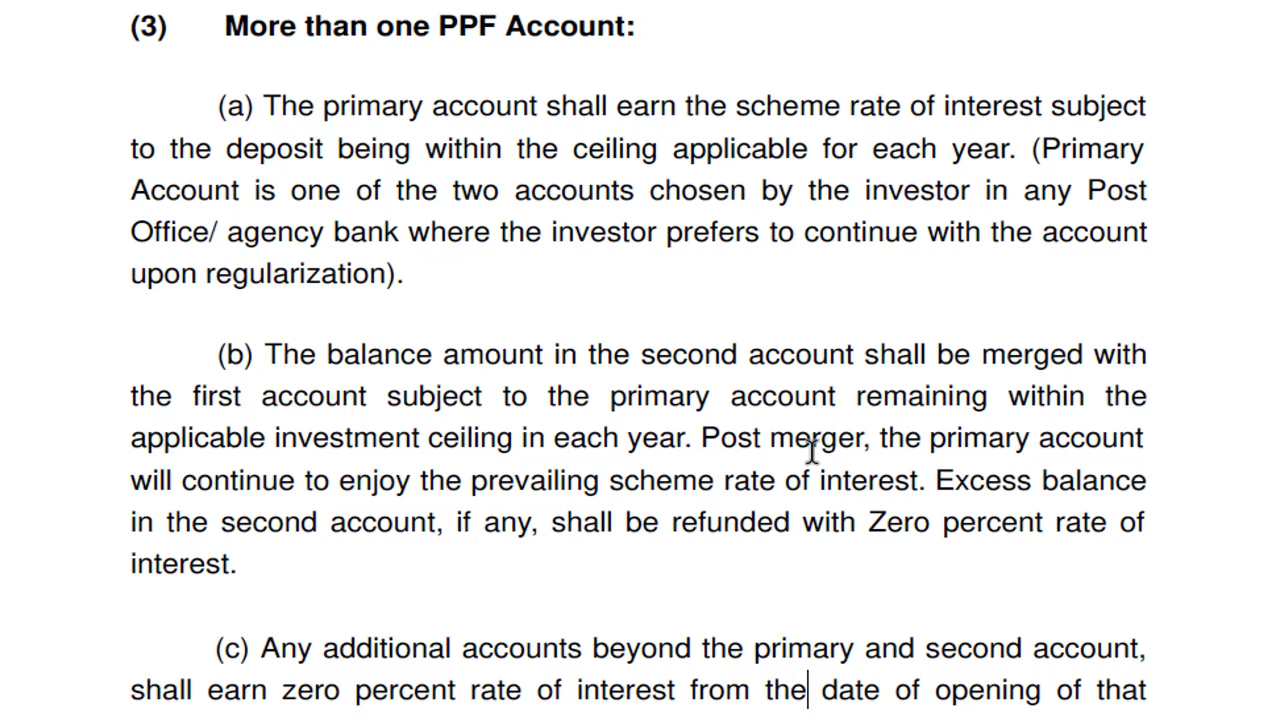 (3) More than one PPF Account:
(a) The primary account shall earn the scheme rate of interest subject
to the deposit being within the ceiling applicable for each year. (Primary
Account is one of the two accounts chosen by the investor in any Post
Office/ agency bank where the investor prefers to continue with the account
upon regularization).
(b) The balance amount in the second account shall be merged with
the first account subject to the primary account remaining within the
applicable investment ceiling in each year. Post merger, the primary account
will continue to enjoy the prevailing scheme rate of interest. Excess balance
in the second account, if any, shall be refunded with Zero percent rate of
interest.
(c) Any additional accounts beyond the primary and second account,
shall earn zero percent rate of interest from the date of opening of that